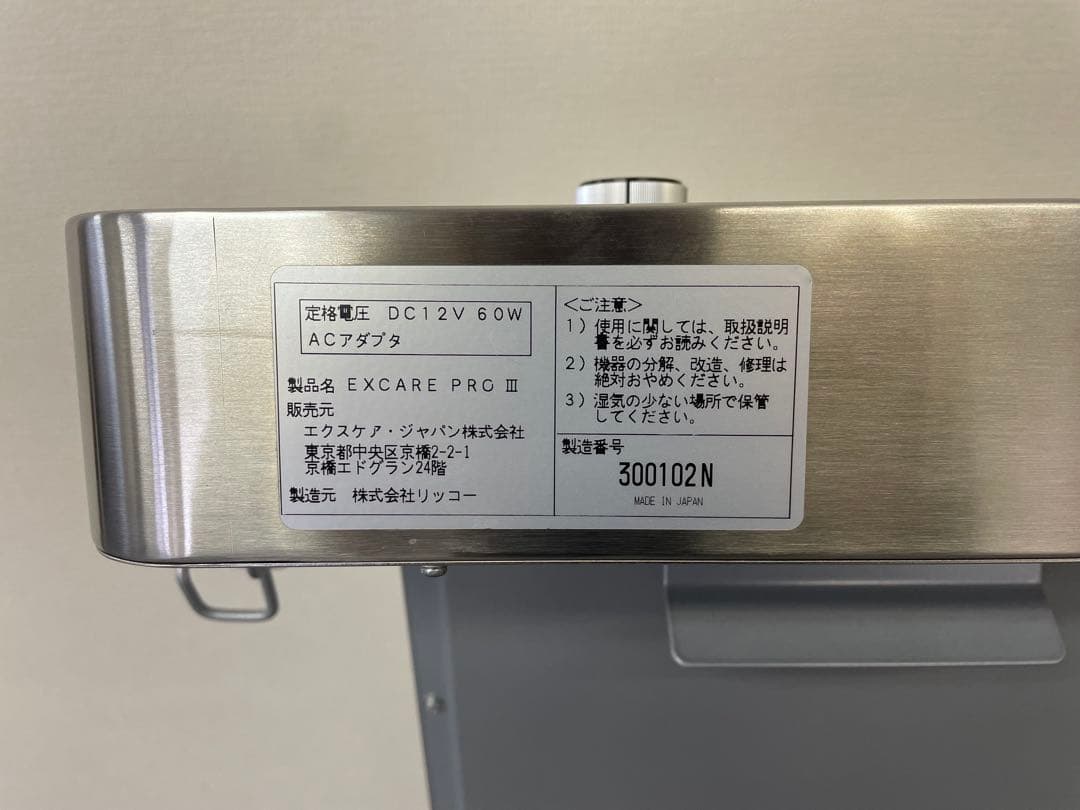 定格電圧 DC12V 60W
ACアダプタ
製品名 EXCARE PRO Ⅲ
販売元
エクスケア・ジャパン株式会社
東京都中央区京橋2-2-1
京橋エドグラン24階
製造元 株式会社リッコー
<ご注意>
1) 使用に関しては、取扱説明
書を必ずお読みください。
2) 機器の分解、改造、修理は
絶対おやめください。
3) 湿気の少ない場所で保管
してください。
製造番号
300102N
MADE IN JAPAN